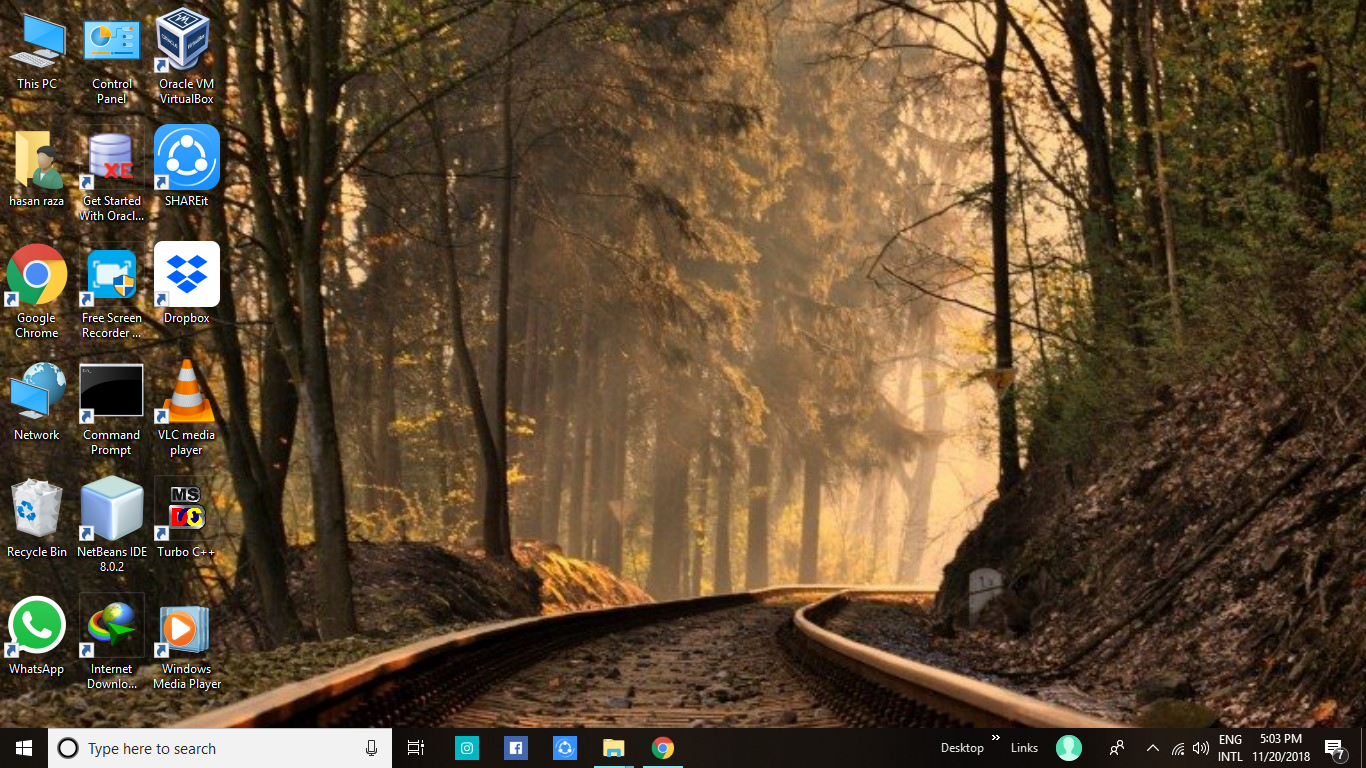 This PC
Control
Panel
Oracle VM
VirtualBox
hasan raza
XE
Get Started
With Oracl...
SHAREit
Google
Chrome
Free Screen
Recorder ...
Dropbox
Network
Command
Prompt
VLC media
player
Recycle Bin
NetBeans IDE
8.0.2
MS
Turbo C++
WhatsApp
Internet
Downlo...
Windows
Media Player
Type here to search
Desktop
»
Links
ENG
INTL
5:03 PM
11/20/2018
7